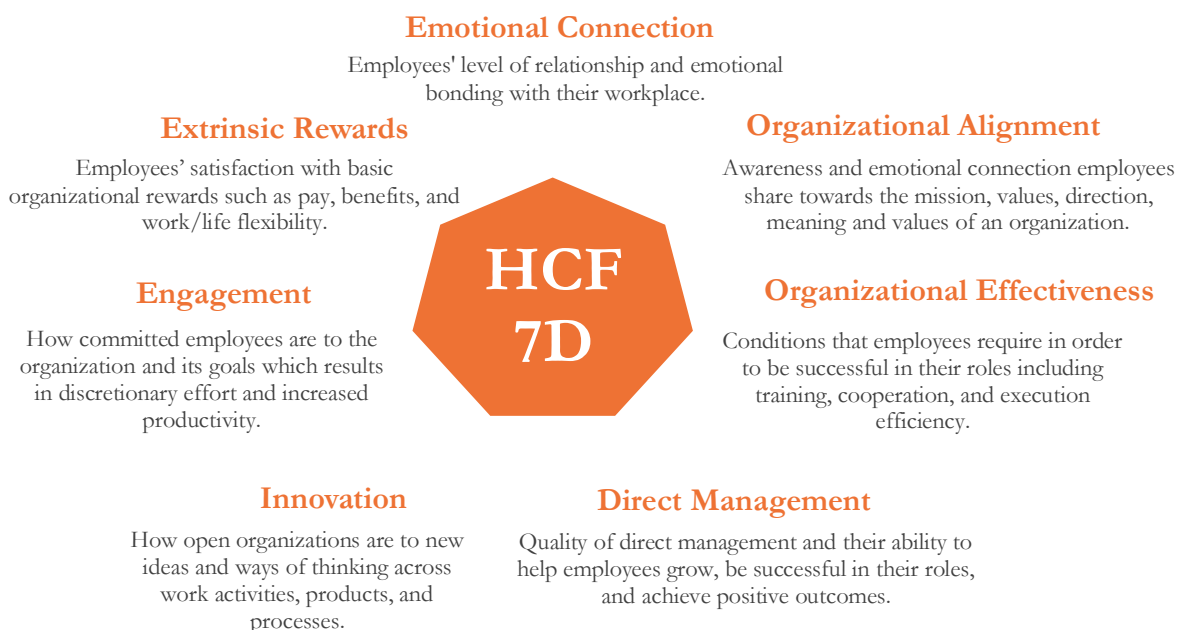 Emotional Connection
Employees' level of relationship and emotional
bonding with their workplace.
Extrinsic Rewards
Employees’ satisfaction with basic
organizational rewards such as pay, benefits, and
work/life flexibility.
Organizational Alignment
Awareness and emotional connection employees
share towards the mission, values, direction,
meaning and values of an organization.
HCF
7D
Engagement
How committed employees are to the
organization and its goals which results
in discretionary effort and increased
productivity.
Organizational Effectiveness
Conditions that employees require in order
to be successful in their roles including
training, cooperation, and execution
efficiency.
Innovation
How open organizations are to new
ideas and ways of thinking across
work activities, products, and
processes.
Direct Management
Quality of direct management and their ability to
help employees grow, be successful in their roles,
and achieve positive outcomes.